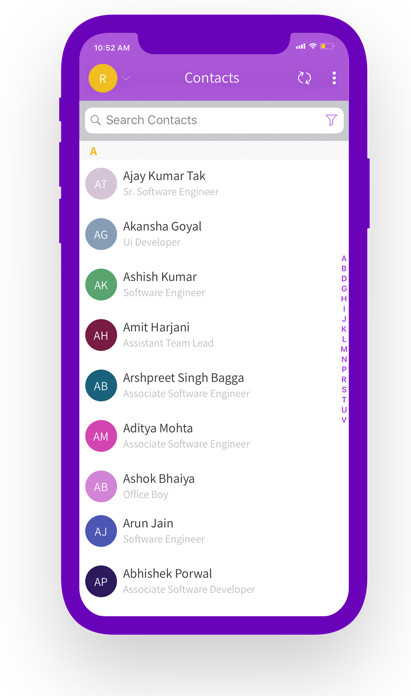 10:52 AM
R
Contacts
Search Contacts
A
AT
Ajay Kumar Tak
Sr. Software Engineer
AG
Akansha Goyal
Ui Developer
AK
Ashish Kumar
Software Engineer
AH
Amit Harjani
Assistant Team Lead
AB
Arshpreet Singh Bagga
Associate Software Engineer
AM
Aditya Mohta
Associate Software Engineer
AB
Ashok Bhaiya
Office Boy
AJ
Arun Jain
Software Engineer
AP
Abhishek Porwal
Associate Software Developer
A
B
D
G
H
I
J
K
L
M
N
P
R
S
T
U
V